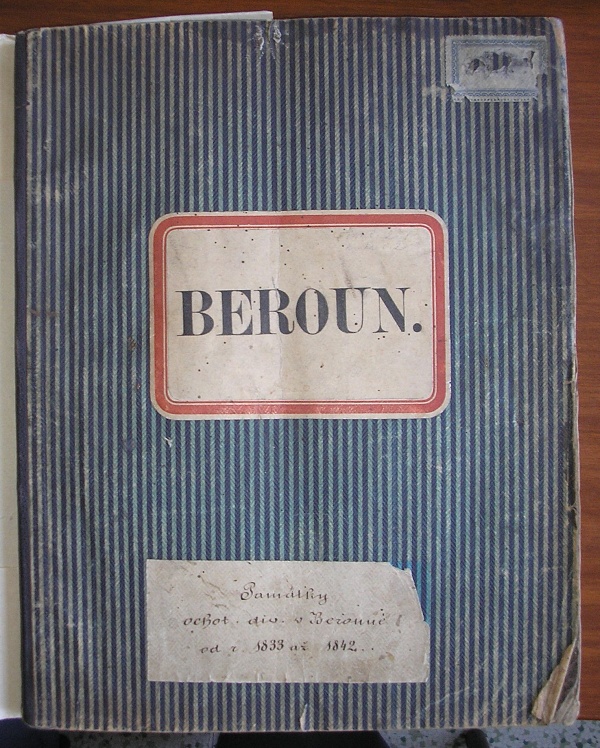 BEROUN.
Památky
ochot. div. v Berouně
od r. 1833 až 1842.